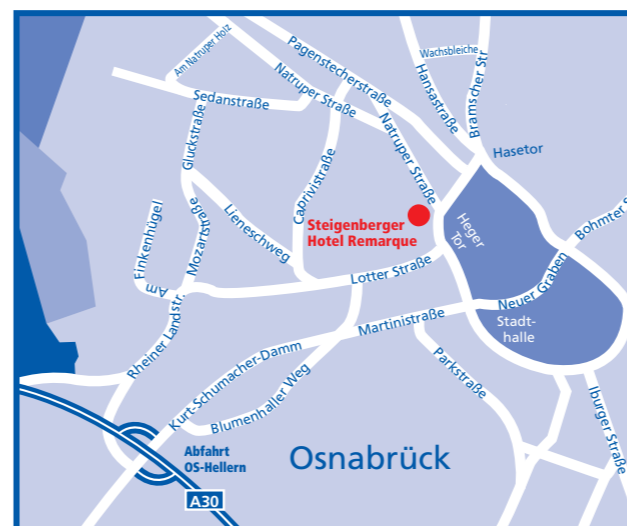 Am Natruper Holz
Pagenstecherstraße
Wachsbleiche
Hansastraße
Bramscher Str
Sedanstraße
Natruper Straße
Natruper Straße
Hasetor
Gluckstraße
Caprivistraße
Lieneschweg
Steigenberger
Hotel Remarque
Heger
Tor
Am Finkenhügel
Mozartstraße
Lotter Straße
Bohmter S
Neuer Graben
Rheiner Landstr.
Martinistraße
Stadt-
halle
Kurt-Schumacher-Damm
Parkstraße
Blumenhaller Weg
Iburger Straße
Abfahrt
OS-Hellern
Osnabrück
A30